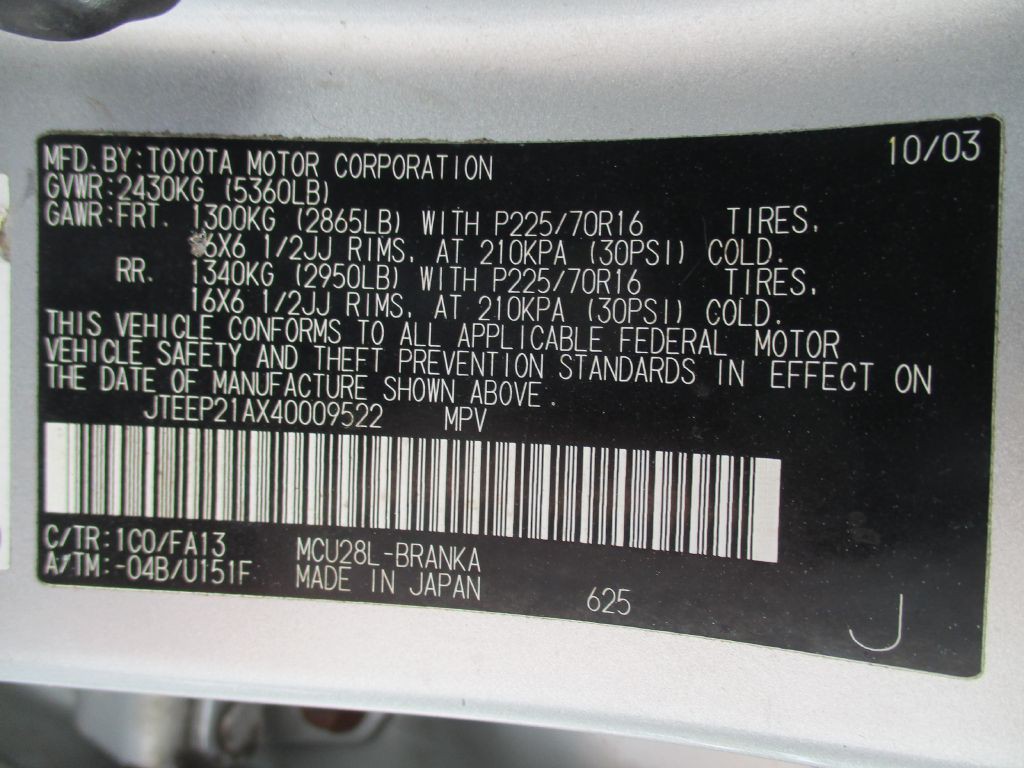 10/03
MFD. BY: TOYOTA MOTOR CORPORATION
GVWR: 2430KG (5360LB)
GAWR: FRT. 1300KG (2865LB) WITH P225/70R16 TIRES,
16X6 1/2JJ RIMS, AT 210KPA (30PSI) COLD.
RR. 1340KG (2950LB) WITH P225/70R16 TIRES,
16X6 1/2JJ RIMS, AT 210KPA (30PSI) COLD.
THIS VEHICLE CONFORMS TO ALL APPLICABLE FEDERAL MOTOR
VEHICLE SAFETY AND THEFT PREVENTION STANDARDS IN EFFECT ON
THE DATE OF MANUFACTURE SHOWN ABOVE.
JTEEP21AX40009522 MPV
C/TR: 1C0/FA13 MCU28L-BRANKA
A/TM: -04B/U151F MADE IN JAPAN 625
J